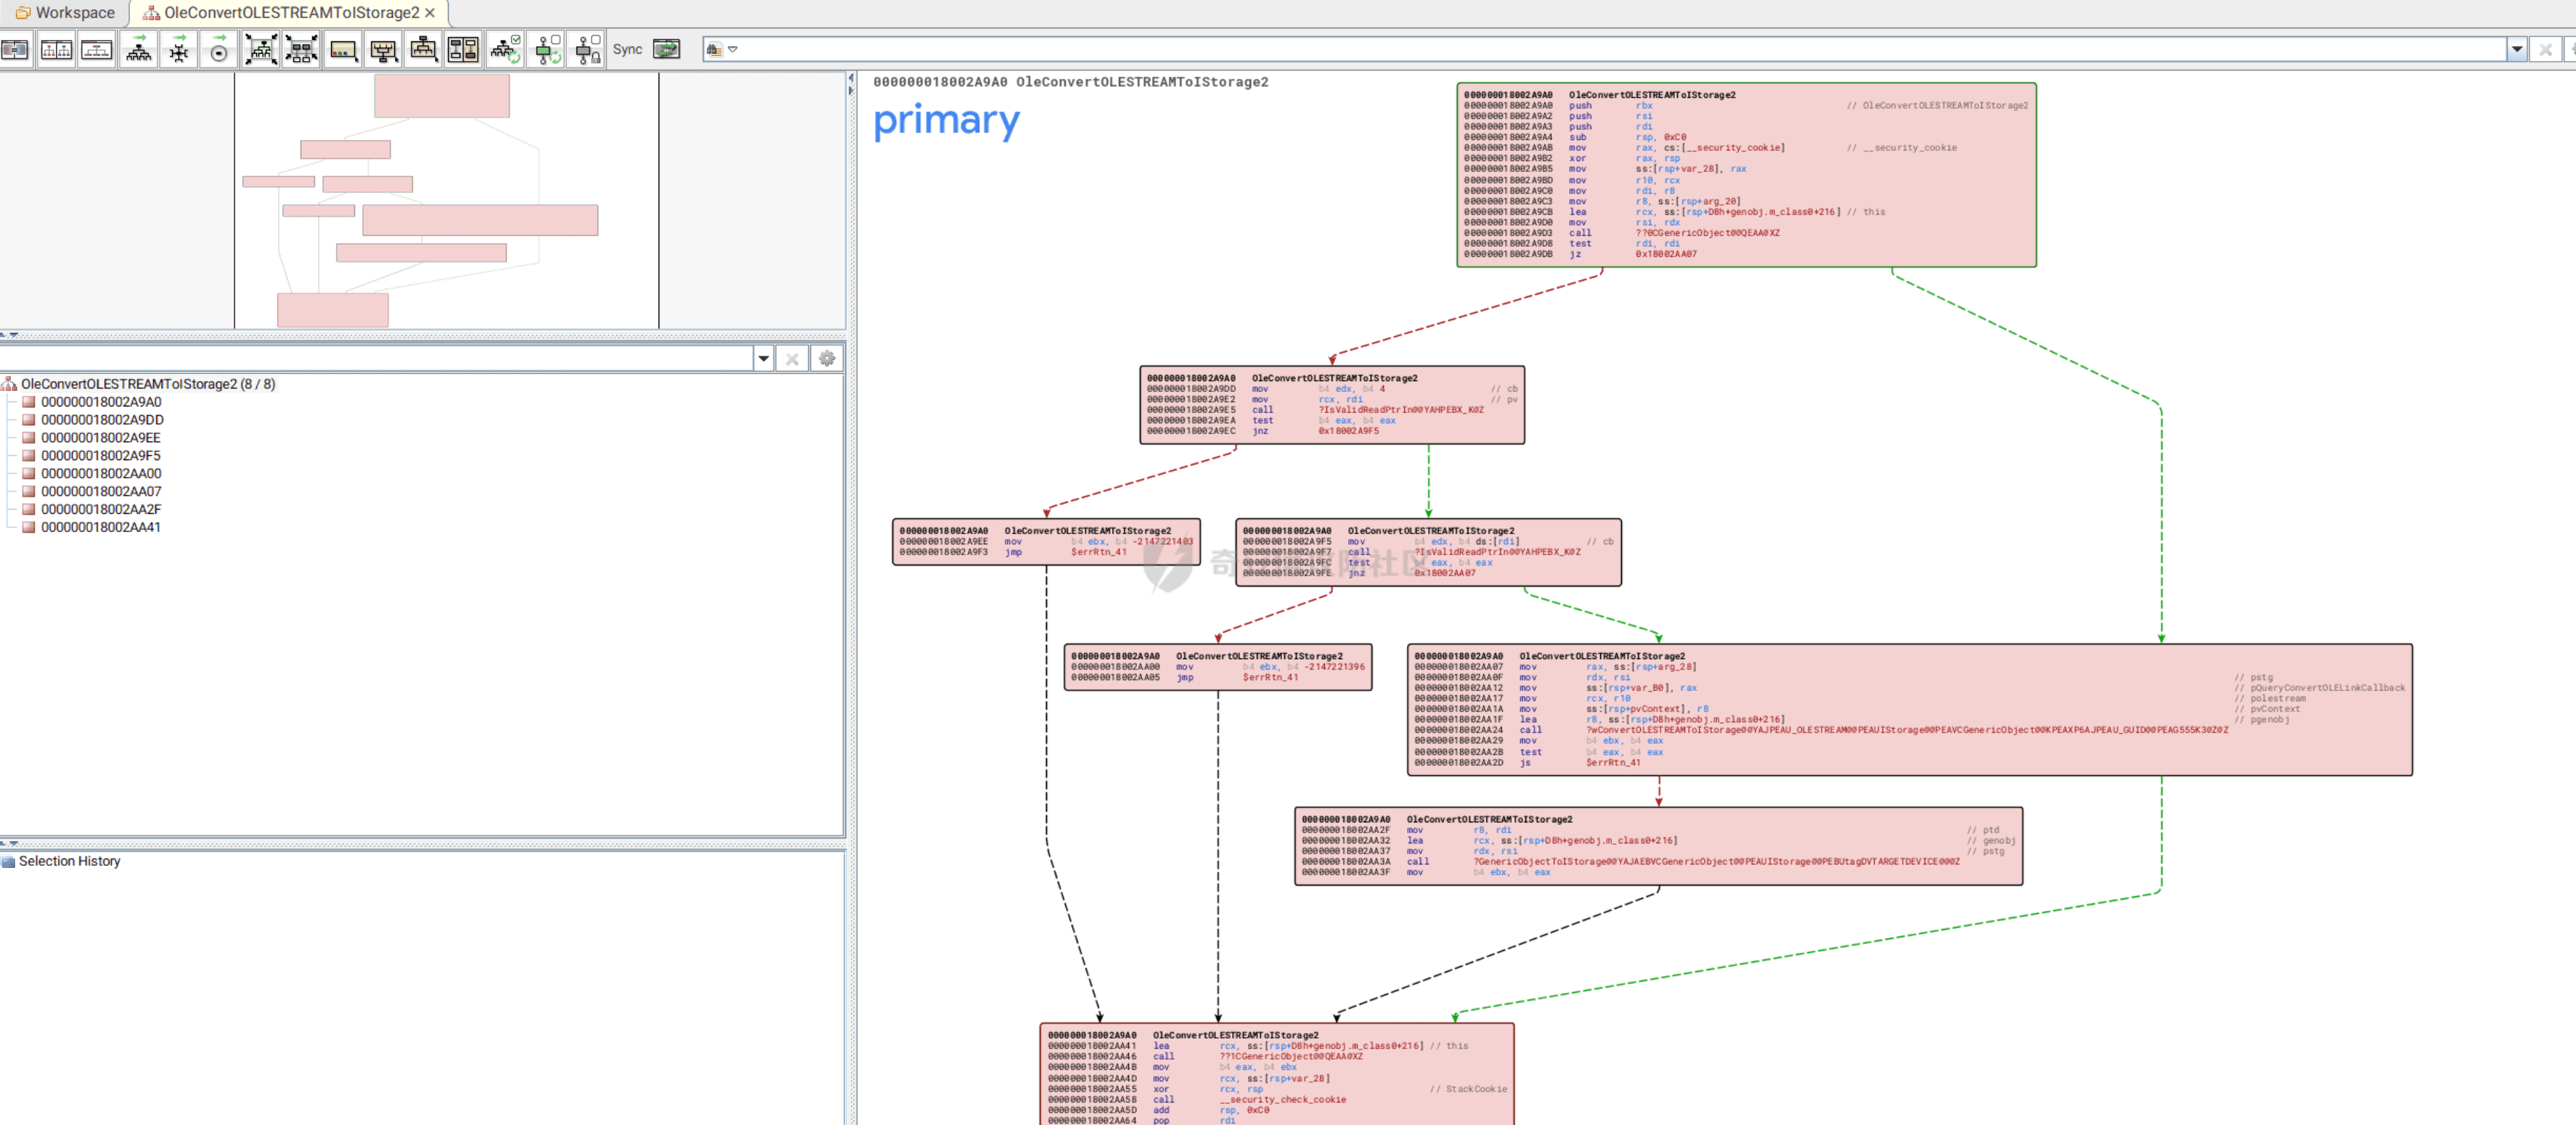 Workspace
OleConvertOLESTREAMToIStorage2
Sync
OleConvertOLESTREAMToIStorage2 (8 / 8)
000000018002A9A0
000000018002A9DD
000000018002A9EE
000000018002A9F5
000000018002AA00
000000018002AA07
000000018002AA2F
000000018002AA41
Selection History
000000018002A9A0 OleConvertOLESTREAMToIStorage2
primary
000000018002A9A0 OleConvertOLESTREAMToIStorage2
000000018002A9A0 push rbx // OleConvertOLESTREAMToIStorage2
000000018002A9A2 push rsi
000000018002A9A3 push rdi
000000018002A9A4 sub rsp, 0xC0
000000018002A9AB mov rax, cs:[__security_cookie] // __security_cookie
000000018002A9B2 xor rax, rsp
000000018002A9B5 mov ss:[rsp+var_28], rax
000000018002A9BD mov r10, rcx
000000018002A9C0 mov rdi, r8
000000018002A9C3 mov r8, ss:[rsp+arg_20]
000000018002A9CB lea rcx, ss:[rsp+D8h+genobj.m_class0+216] // this
000000018002A9D0 mov rsi, rdx
000000018002A9D3 call ??0CGenericObject@@QEAA@XZ
000000018002A9D8 test rdi, rdi
000000018002A9DB jz 0x18002AA07
000000018002A9A0 OleConvertOLESTREAMToIStorage2
000000018002A9DD mov b4 edx, b4 4 // cb
000000018002A9E2 mov rcx, rdi // pv
000000018002A9E5 call ?IsValidReadPtrIn@@YAHPEBX_K@Z
000000018002A9EA test b4 eax, b4 eax
000000018002A9EC jnz 0x18002A9F5
000000018002A9A0 OleConvertOLESTREAMToIStorage2
000000018002A9EE mov b4 ebx, b4 -2147221403
000000018002A9F3 jmp $errRtn_41
000000018002A9A0 OleConvertOLESTREAMToIStorage2
000000018002A9F5 mov b4 edx, b4 ds:[rdi] // cb
000000018002A9F7 call ?IsValidReadPtrIn@@YAHPEBX_K@Z
000000018002A9FC test b4 eax, b4 eax
000000018002A9FE jnz 0x18002AA07
000000018002A9A0 OleConvertOLESTREAMToIStorage2
000000018002AA00 mov b4 ebx, b4 -2147221396
000000018002AA05 jmp $errRtn_41
000000018002A9A0 OleConvertOLESTREAMToIStorage2
000000018002AA07 mov rax, ss:[rsp+arg_28]
000000018002AA0F mov rdx, rsi // pstg
000000018002AA12 mov ss:[rsp+var_B0], rax // pQueryConvertOLELinkCallback
000000018002AA17 mov rcx, r10 // polestream
000000018002AA1A mov ss:[rsp+pvContext], r8 // pvContext
000000018002AA1F lea r8, ss:[rsp+D8h+genobj.m_class0+216] // pgenobj
000000018002AA24 call ?wConvertOLESTREAMToIStorage@@YAJPEAU_OLESTREAM@@PEAUIStorage@@PEAVCGenericObject@@KPEAXP6AJPEAU_GUID@@PEAG555K3@Z@Z
000000018002AA29 mov b4 ebx, b4 eax
000000018002AA2B test b4 eax, b4 eax
000000018002AA2D js $errRtn_41
000000018002A9A0 OleConvertOLESTREAMToIStorage2
000000018002AA2F mov r8, rdi // ptd
000000018002AA32 lea rcx, ss:[rsp+D8h+genobj.m_class0+216] // genobj
000000018002AA37 mov rdx, rsi // pstg
000000018002AA3A call ?GenericObjectToIStorage@@YAJAEBVCGenericObject@@PEAUIStorage@@PEBUtagDVTARGETDEVICE@@@Z
000000018002AA3F mov b4 ebx, b4 eax
000000018002A9A0 OleConvertOLESTREAMToIStorage2
000000018002AA41 lea rcx, ss:[rsp+D8h+genobj.m_class0+216] // this
000000018002AA46 call ??1CGenericObject@@QEAA@XZ
000000018002AA4B mov b4 eax, b4 ebx
000000018002AA4D mov rcx, ss:[rsp+var_28]
000000018002AA55 xor rcx, rsp // StackCookie
000000018002AA58 call __security_check_cookie
000000018002AA5D add rsp, 0xC0
000000018002AA64 pop rdi